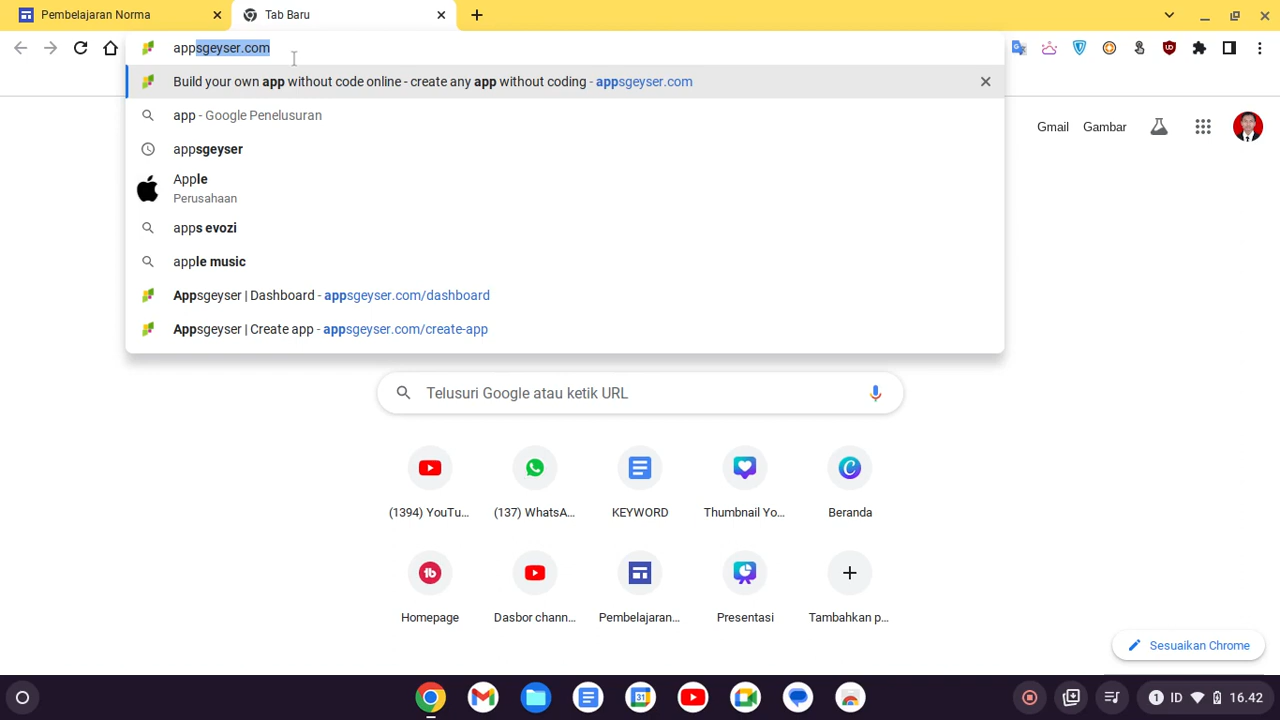 Pembelajaran Norma
Tab Baru
appsgeyser.com
Build your own app without code online - create any app without coding - appsgeyser.com
app - Google Penelusuran
appsgeyser
Apple
Perusahaan
apps evozi
apple music
Appsgeyser | Dashboard - appsgeyser.com/dashboard
Appsgeyser | Create app - appsgeyser.com/create-app
Gmail
Gambar
Telusuri Google atau ketik URL
(1394) YouTu...
(137) WhatsA...
KEYWORD
Thumbnail Yo...
Beranda
Homepage
Dasbor chann...
Pembelajaran...
Presentasi
Tambahkan p...
Sesuaikan Chrome
31
1 ID 16.42